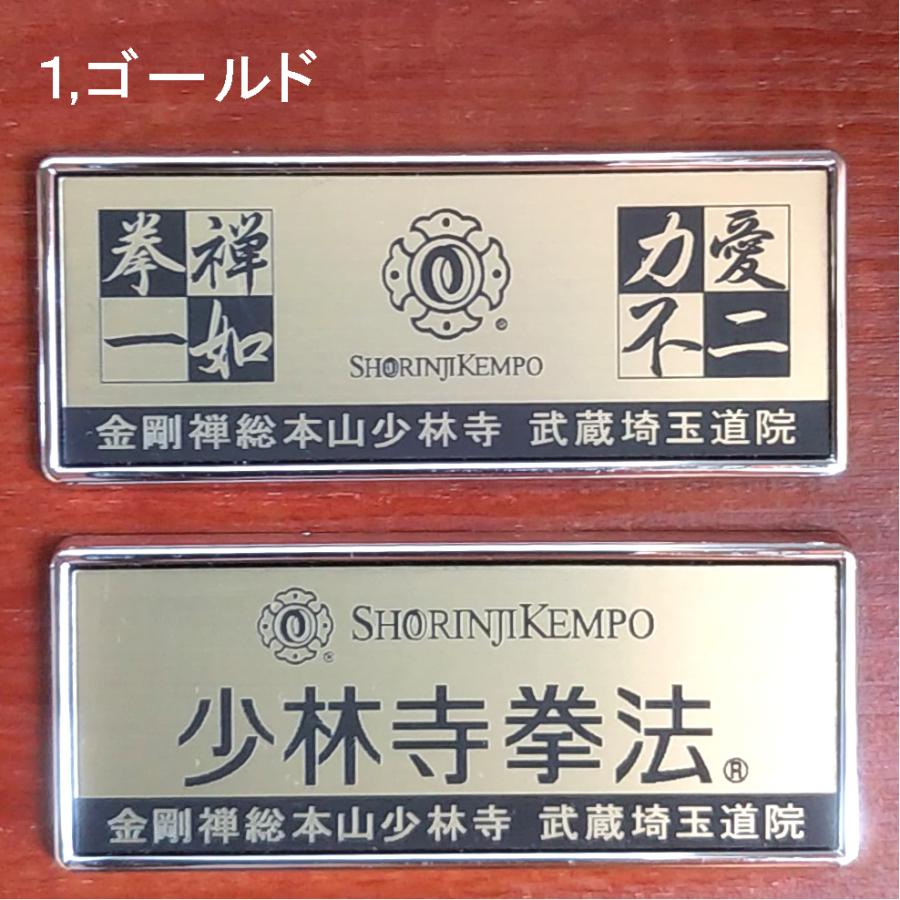 1,ゴールド
拳禅
一如
SHORINJIKEMPO
®
力愛
不二
金剛禅総本山少林寺 武蔵埼玉道院
® SHORINJIKEMPO
少林寺拳法®
金剛禅総本山少林寺 武蔵埼玉道院